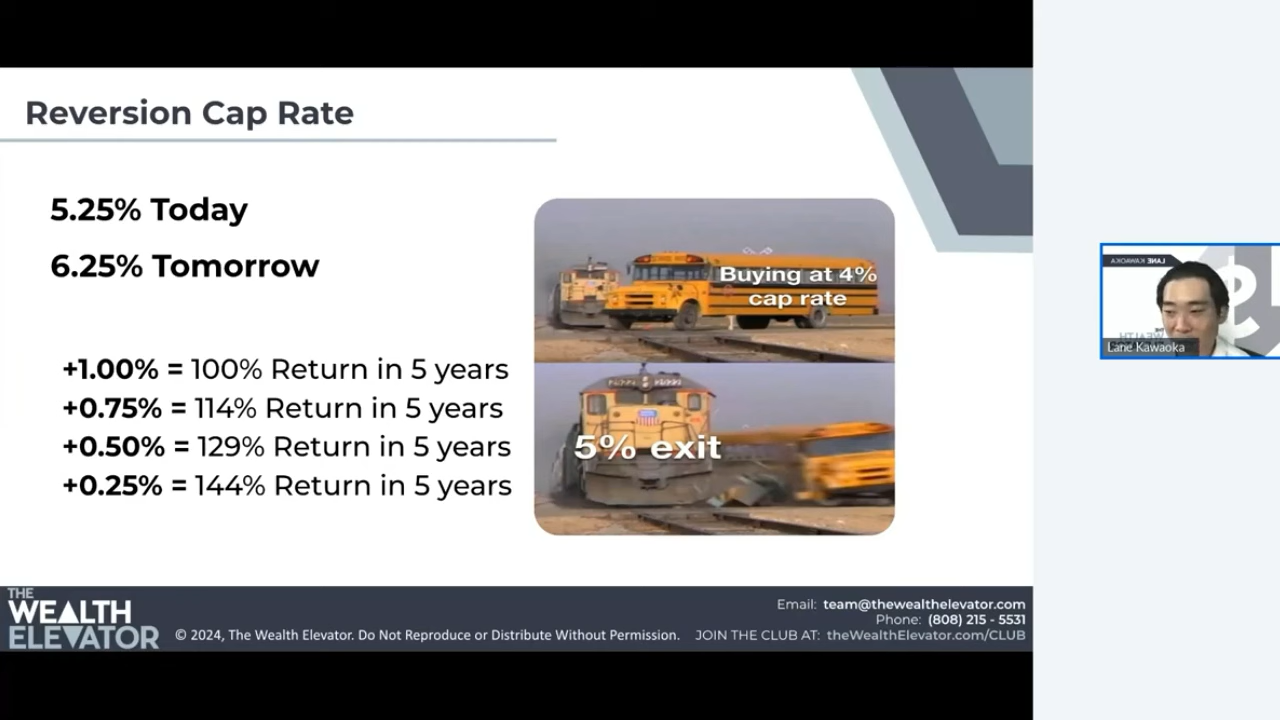 Reversion Cap Rate
5.25% Today
6.25% Tomorrow
+1.00% = 100% Return in 5 years
+0.75% = 114% Return in 5 years
+0.50% = 129% Return in 5 years
+0.25% = 144% Return in 5 years
Buying at 4%
cap rate
5% exit
LANE KAWAOKA
Lane Kawaoka
THE
WEALTH
ELEVATOR
© 2024, The Wealth Elevator. Do Not Reproduce or Distribute Without Permission.
Email: team@thewealthelevator.com
Phone: (808) 215 - 5531
JOIN THE CLUB AT: theWealthElevator.com/CLUB